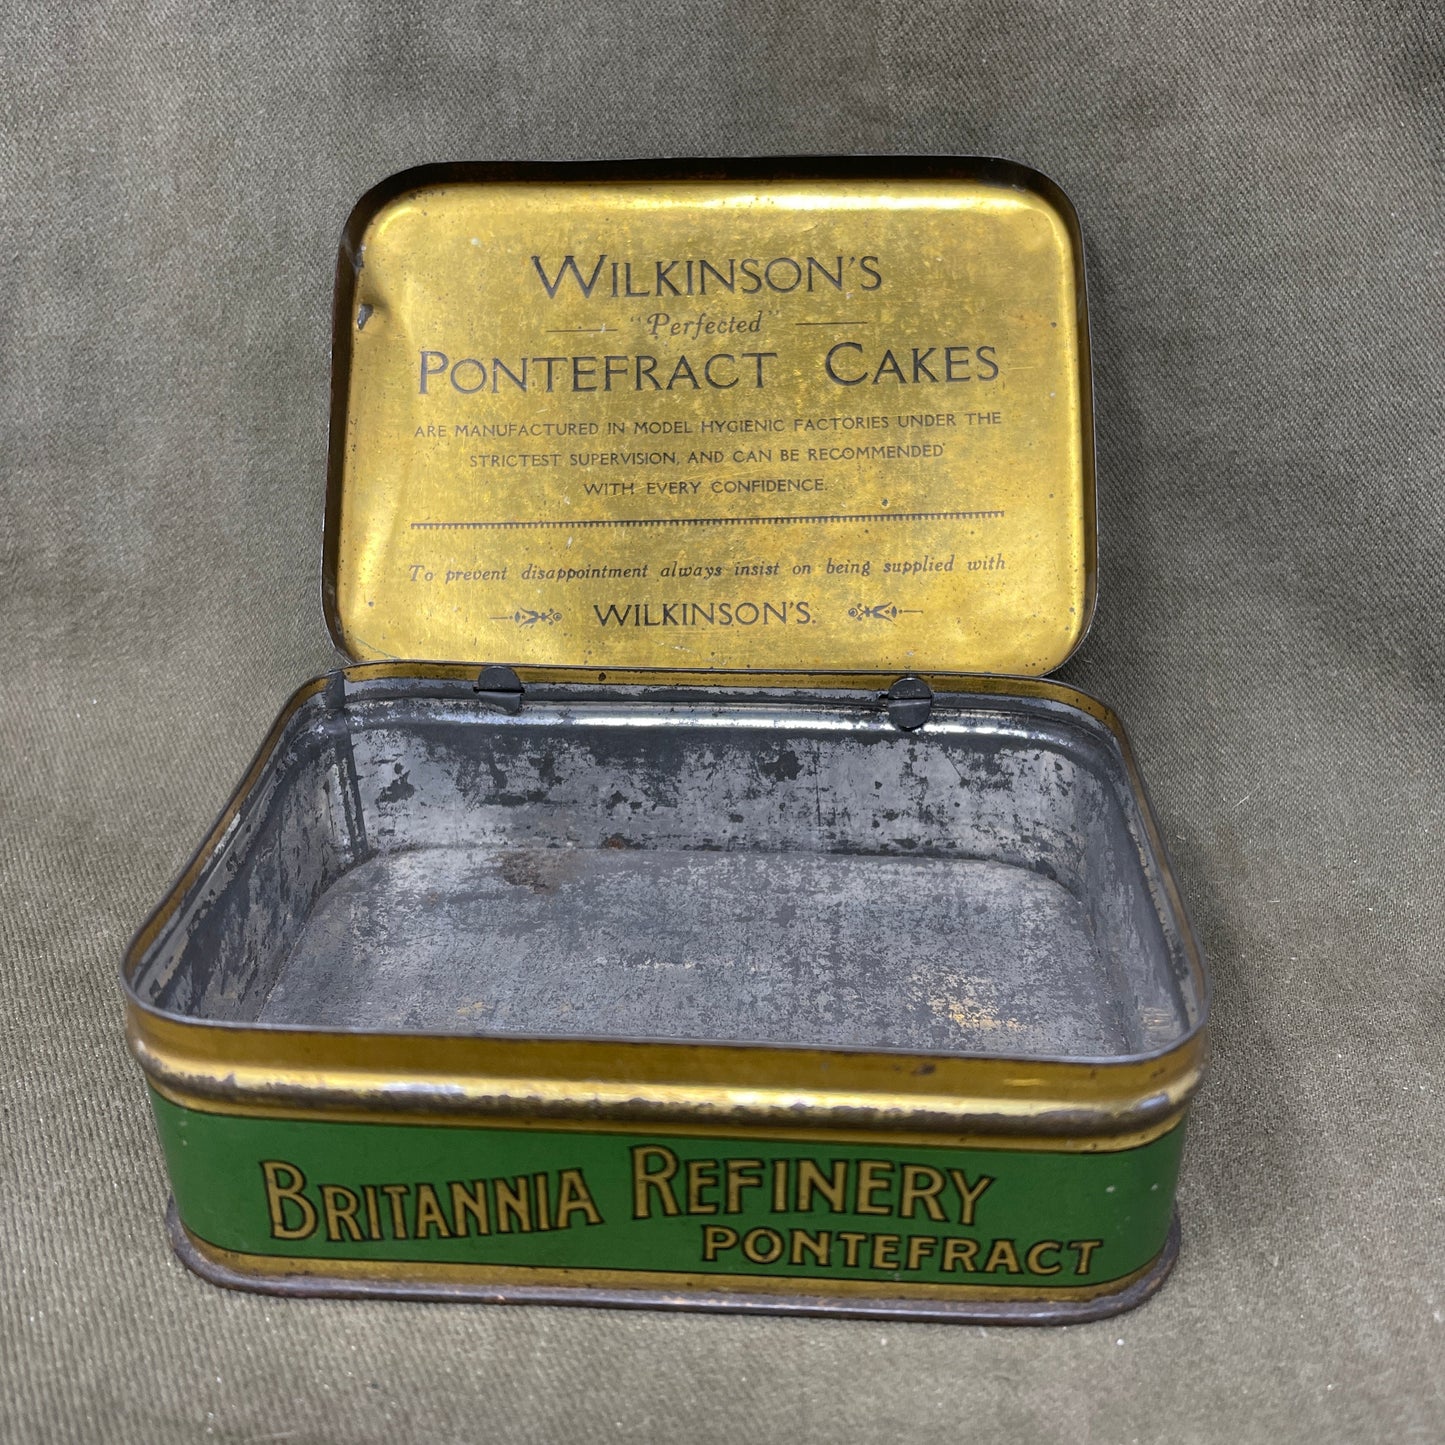 WILKINSON'S
"Perfected"
PONTEFRACT CAKES
ARE MANUFACTURED IN MODEL HYGIENIC FACTORIES UNDER THE
STRICTEST SUPERVISION, AND CAN BE RECOMMENDED
WITH EVERY CONFIDENCE.
To prevent disappointment always insist on being supplied with
WILKINSON'S.
BRITANNIA REFINERY
PONTEFRACT